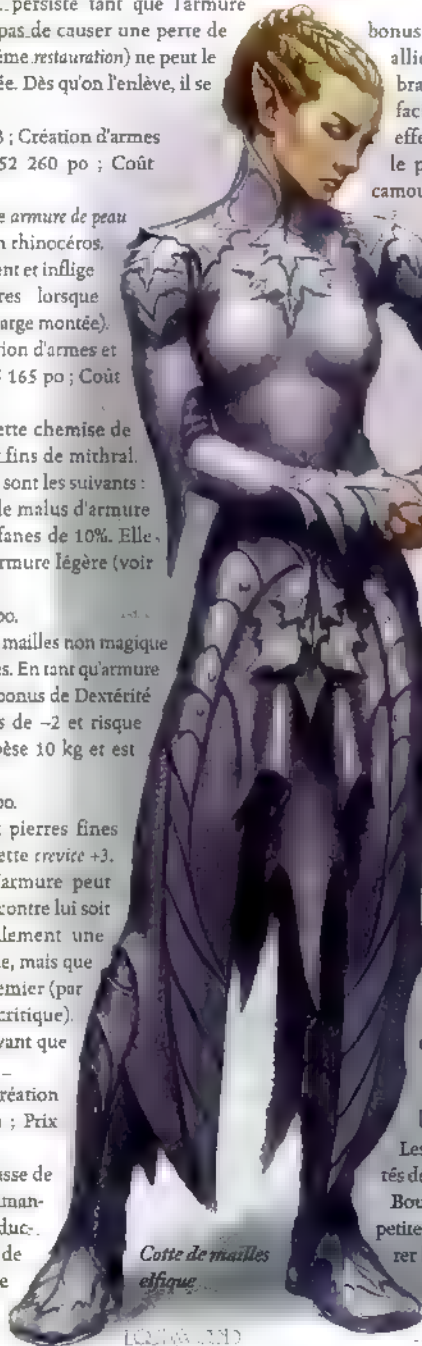 persiste tant que l'armure
pas de causer une perte de
ême restauration) ne peut le
ée. Dès qu'on l'enlève, il se
3 ; Création d'armes
52 260 po ; Coût
e armure de peau
n rhinocéros.
ent et inflige
res lorsque
arge montée).
ion d'armes et
165 po ; Coût
ette chemise de
fins de mithral.
sont les suivants :
le malus d'armure
fanes de 10%. Elle
rmure légère (voir
po.
mailles non magique
es. En tant qu'armure
bonus de Dextérité
s de –2 et risque
pèse 10 kg et est
po.
t pierres fines
ette crevice +3.
'armure peut
contre lui soit
lement une
e, mais que
emier (par
critique).
vant que
–
réation
; Prix
asse de
uman-
duc-
de
e
bonus
allié
bra
fac
effe
le p
camou
Les
tés de
Bou
petite
rer
Cotte de mailles
elfique